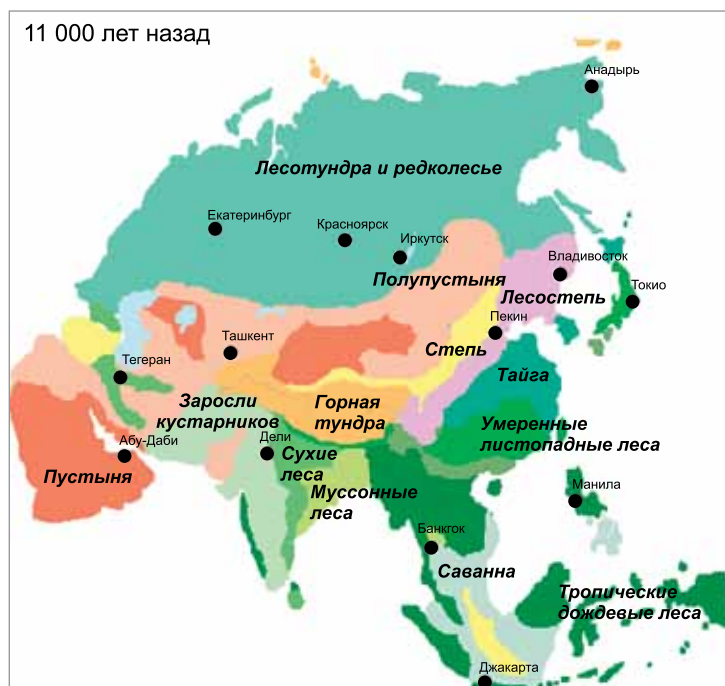 11 000 лет назад
Анадырь
Лесотундра и редколесье
Екатеринбург
Красноярск
Иркутск
Владивосток
Полупустыня
Лесостепь
Токио
Пекин
Ташкент
Степь
Тегеран
Тайга
Заросли
кустарников
Горная
тундра
Умеренные
листопадные леса
Абу-Даби
Дели
Сухие
леса
Пустыня
Муссонные
леса
Манила
Банкгок
Саванна
Тропические
дождевые леса
Джакарта